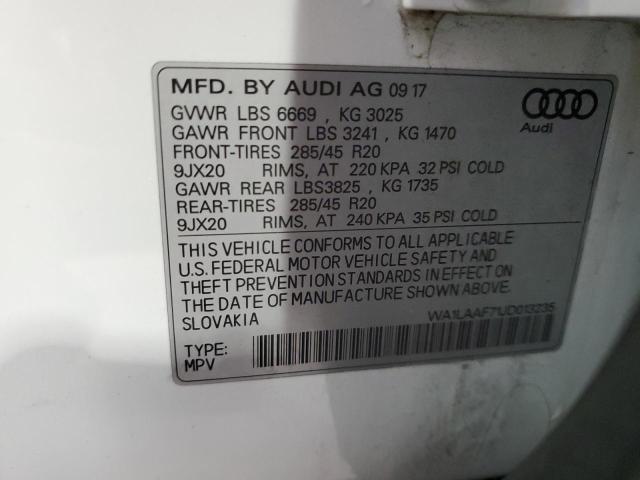 MFD. BY AUDI AG 09 17
GVWR LBS 6669 , KG 3025
GAWR FRONT LBS 3241 , KG 1470
FRONT-TIRES 285/45 R20
9JX20 RIMS, AT 220 KPA 32 PSI COLD
GAWR REAR LBS3825 , KG 1735
REAR-TIRES 285/45 R20
9JX20 RIMS, AT 240 KPA 35 PSI COLD
Audi
THIS VEHICLE CONFORMS TO ALL APPLICABLE
U.S. FEDERAL MOTOR VEHICLE SAFETY AND
THEFT PREVENTION STANDARDS IN EFFECT ON
THE DATE OF MANUFACTURE SHOWN ABOVE.
SLOVAKIA
WA1LAAF71JD013235
TYPE:
MPV